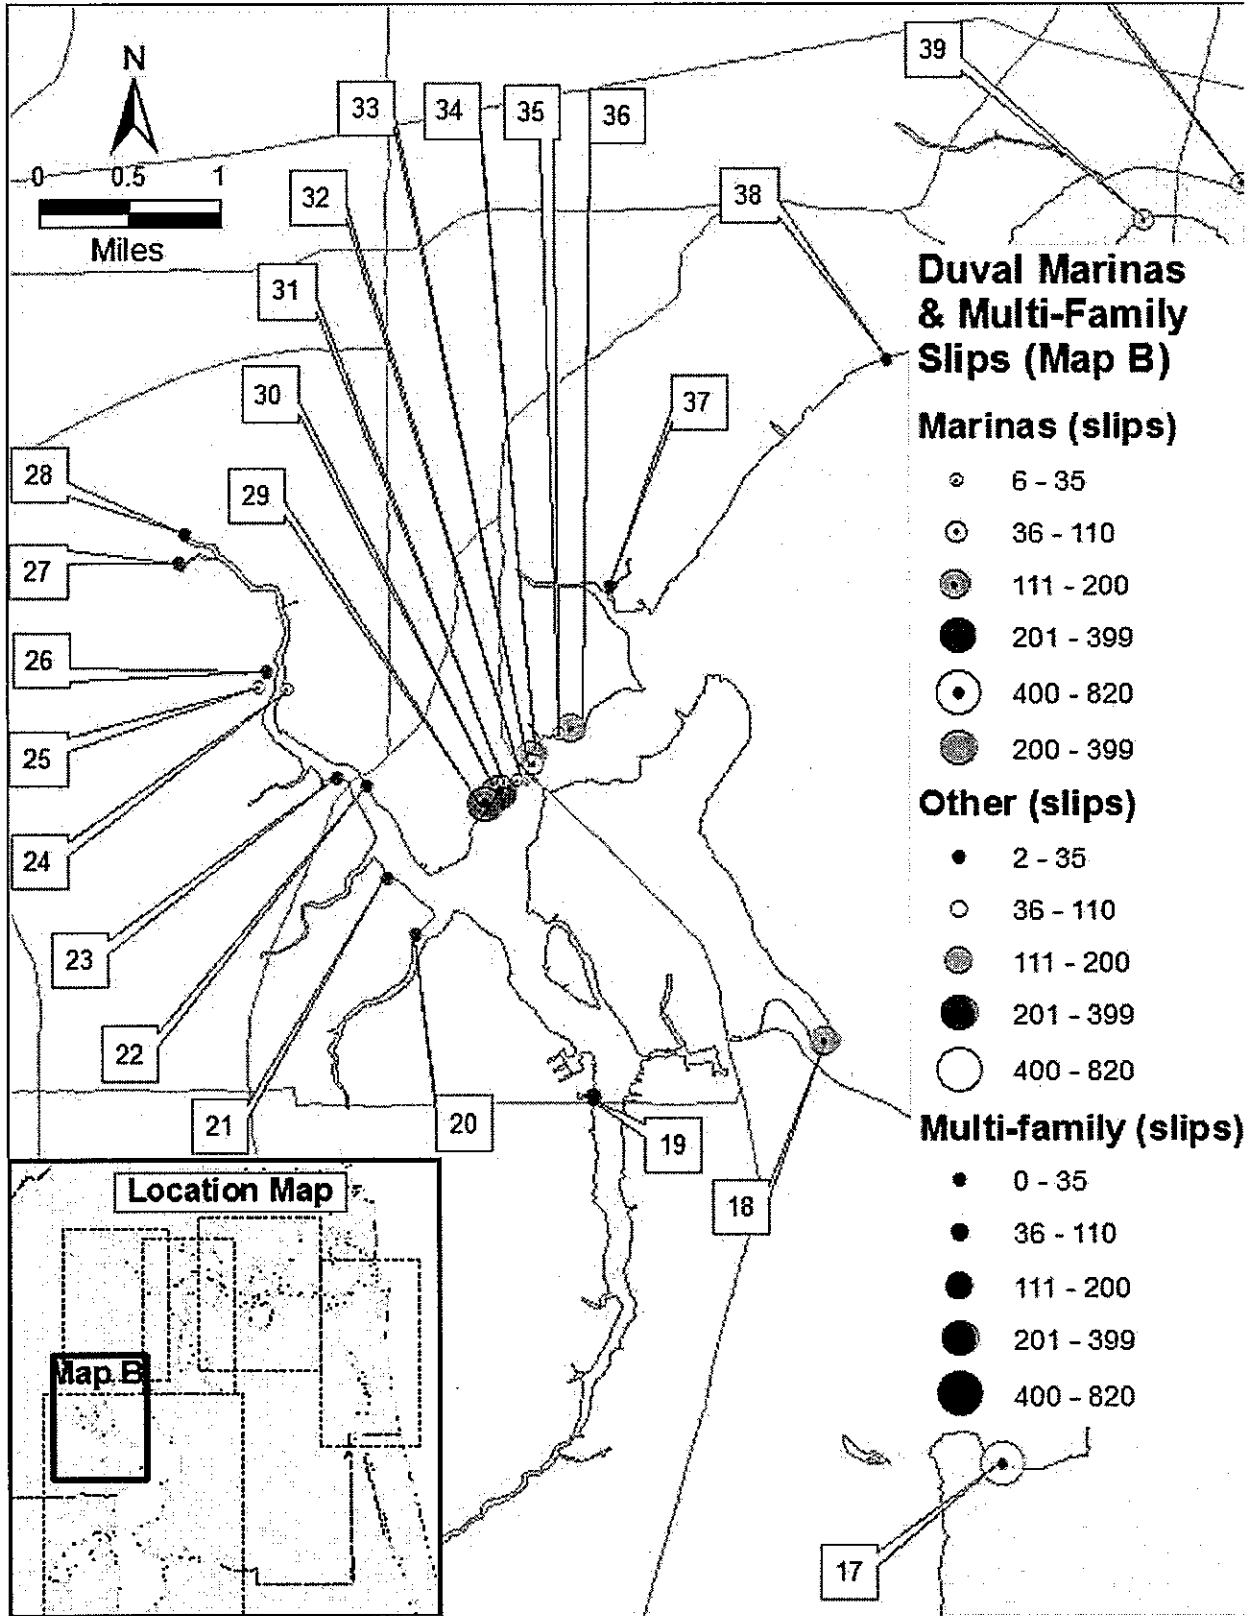 N
0 0.5 1
Miles
33
34
35
36
39
32
38
31
30
37
28
29
27
26
25
24
23
22
21
20
19
18
17
Duval Marinas
& Multi-Family
Slips (Map B)
Marinas (slips)
6 - 35
36 - 110
111 - 200
201 - 399
400 - 820
200 - 399
Other (slips)
2 - 35
36 - 110
111 - 200
201 - 399
400 - 820
Multi-family (slips)
0 - 35
36 - 110
111 - 200
201 - 399
400 - 820
Location Map
Map B